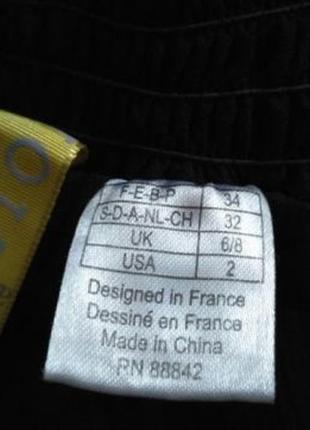 F-E-B-P 34
S-D-A-NL-CH 32
UK 6/8
USA 2
Designed in France
Dessiné en France
Made in China
RN 88842